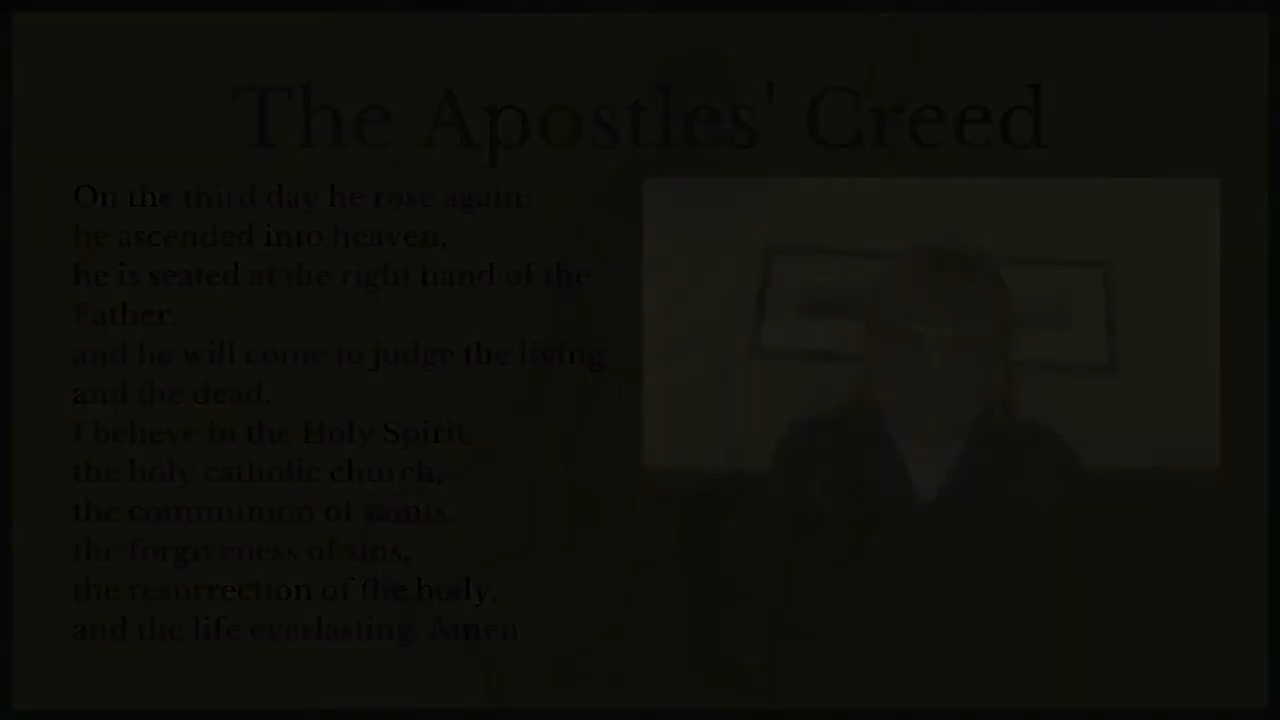 The Apostles' Creed
On the third day he rose again;
he ascended into heaven,
he is seated at the right hand of the
Father.
and he will come to judge the living
and the dead.
I believe in the Holy Spirit,
the holy catholic church,
the communion of saints,
the forgiveness of sins,
the resurrection of the body,
and the life everlasting. Amen